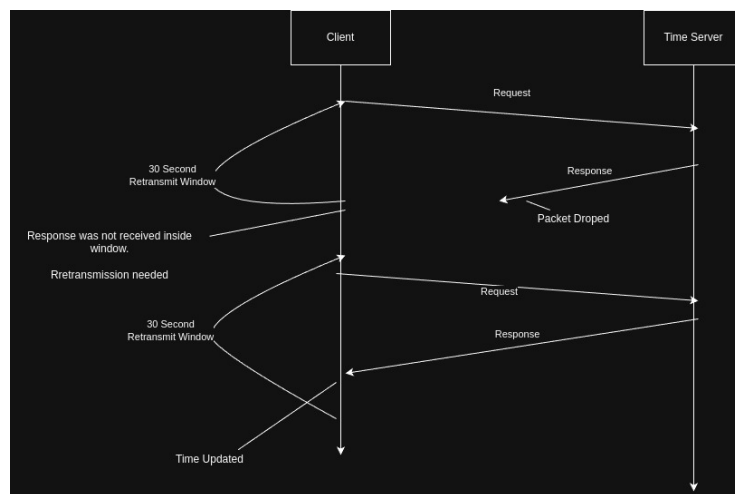 Client
Time Server
Request
30 Second
Retransmit Window
Response
Packet Droped
Response was not received inside
window.
Rretransmission needed
Request
30 Second
Retransmit Window
Response
Time Updated